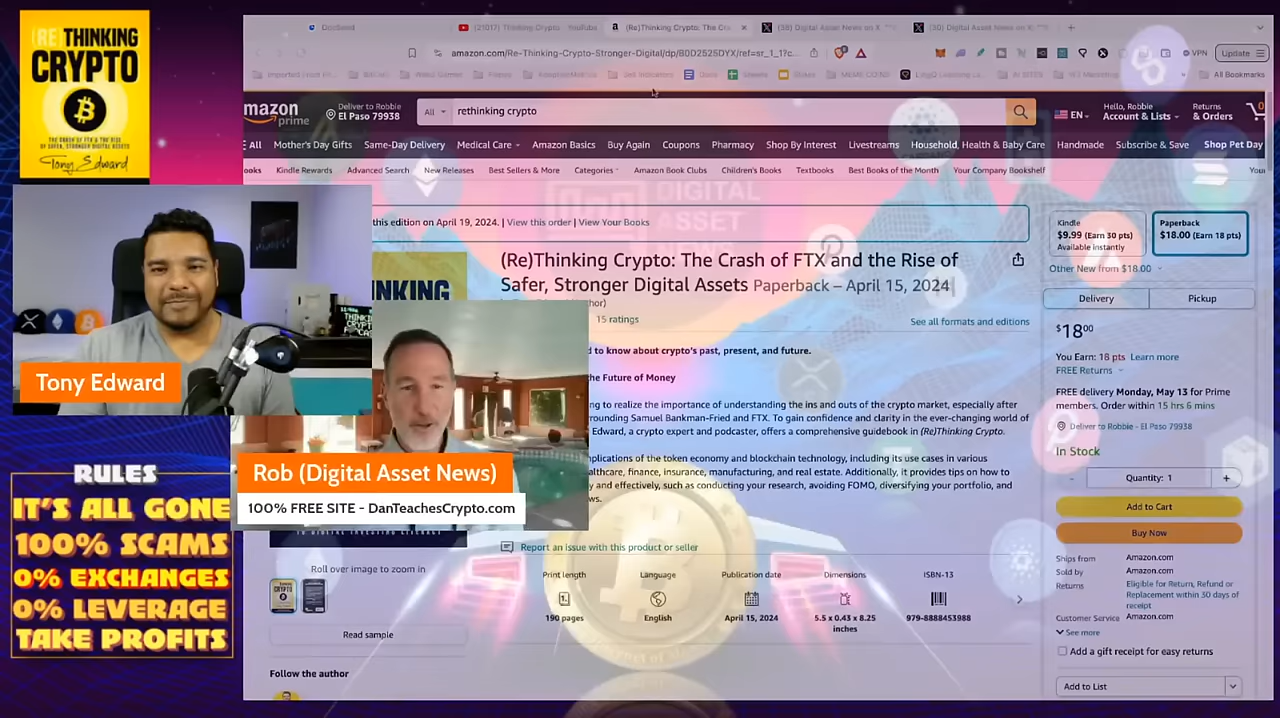 (RE) THINKING
CRYPTO
THE CRASH OF FTX & THE RISE
OF SAFER, STRONGER DIGITAL ASSETS
Tony Edward
(Re)Thinking Crypto: The Cra
amazon.com/Re-Thinking-Crypto-Stronger-Digital/dp/B0D2525DYX/ref=sr_1_1?c...
VPN
Update
All Bookmarks
amazon
prime
Deliver to Robbie
El Paso 79938
All
rethinking crypto
EN
Hello, Robbie
Account & Lists
Returns
& Orders
0
All Mother's Day Gifts Same-Day Delivery Medical Care Amazon Basics Buy Again Coupons Pharmacy Shop By Interest Livestreams Household, Health & Baby Care Handmade Subscribe & Save Shop Pet Day
ooks Kindle Rewards Advanced Search New Releases Best Sellers & More Categories Amazon Book Clubs Children's Books Textbooks Best Books of the Month Your Company Bookshelf You
DIGITAL
ASSET
NEWS
this edition on April 19, 2024. | View this order | View Your Books
(Re)Thinking Crypto: The Crash of FTX and the Rise of
Safer, Stronger Digital Assets Paperback – April 15, 2024
hor)
15 ratings
See all formats and editions
d to know about crypto's past, present, and future.
he Future of Money
ng to realize the importance of understanding the ins and outs of the crypto market, especially after
rounding Samuel Bankman-Fried and FTX. To gain confidence and clarity in the ever-changing world of
Edward, a crypto expert and podcaster, offers a comprehensive guidebook in (Re)Thinking Crypto.
mplications of the token economy and blockchain technology, including its use cases in various
althcare, finance, insurance, manufacturing, and real estate. Additionally, it provides tips on how to
y and effectively, such as conducting your research, avoiding FOMO, diversifying your portfolio, and
ws.
Report an issue with this product or seller
Print length
190 pages
Language
English
Publication date
April 15, 2024
Dimensions
5.5 x 0.43 x 8.25
inches
ISBN-13
979-8888453988
Kindle
$9.99 (Earn 30 pts)
Available instantly
Paperback
$18.00 (Earn 18 pts)
Other New from $18.00
Delivery
Pickup
$1800
You Earn: 18 pts Learn more
FREE Returns
FREE delivery Monday, May 13 for Prime
members. Order within 15 hrs 6 mins
Deliver to Robbie - El Paso 79938
In Stock
- Quantity: 1 +
Add to Cart
Buy Now
Ships from Amazon.com
Sold by Amazon.com
Returns Eligible for Return, Refund or
Replacement within 30 days of
receipt
Customer Service Amazon.com
See more
Add a gift receipt for easy returns
Add to List
THINKING
Tony Edward
Rob (Digital Asset News)
100% FREE SITE - DanTeachesCrypto.com
Roll over image to zoom in
Read sample
Follow the author
RULES
IT'S ALL GONE
100% SCAMS
0% EXCHANGES
0% LEVERAGE
TAKE PROFITS